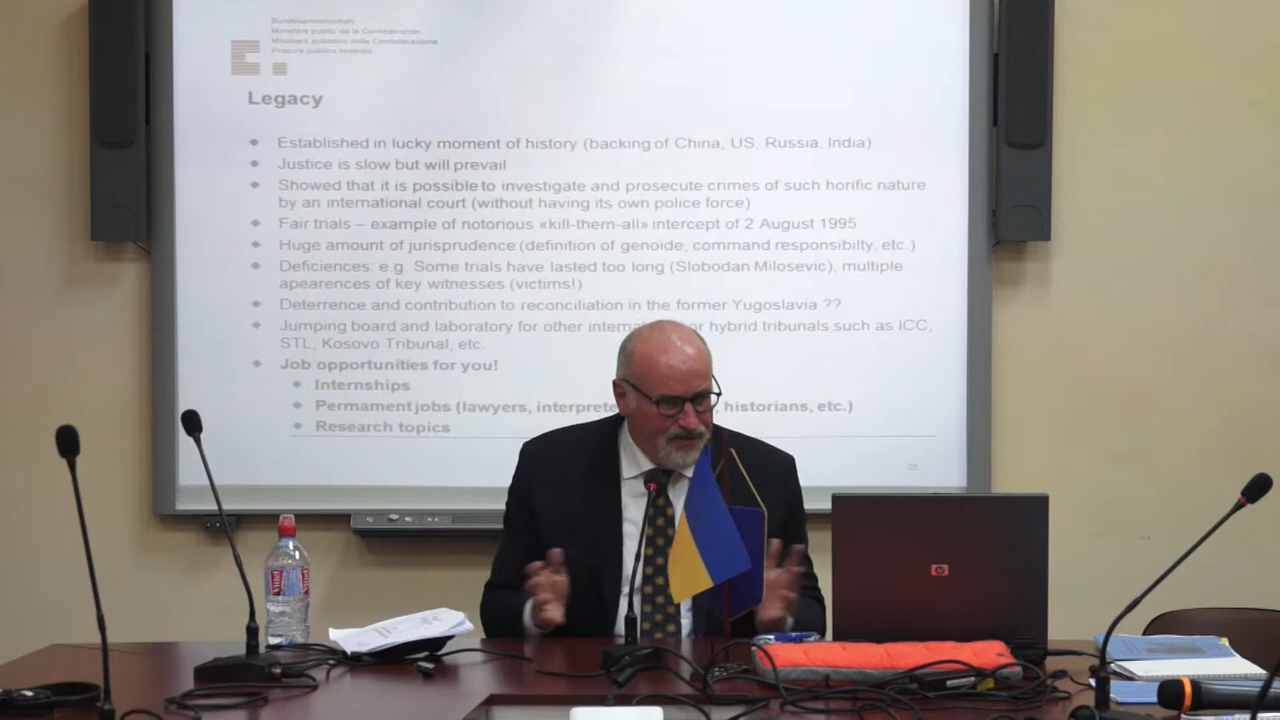 Bundesanwaltschaft
Ministère public de la Confédération
Ministero pubblico della Confederazione
Procura publica federala
Legacy
Established in lucky moment of history (backing of China, US, Russia, India)
Justice is slow but will prevail
Showed that it is possible to investigate and prosecute crimes of such horific nature
by an international court (without having its own police force)
Fair trials – example of notorious «kill-them-all» intercept of 2 August 1995
Huge amount of jurisprudence (definition of genoide, command responsibilty, etc.)
Deficiences: e.g. Some trials have lasted too long (Slobodan Milosevic), multiple
apearences of key witnesses (victims!)
Deterrence and contribution to reconciliation in the former Yugoslavia ??
Jumping board and laboratory for other or hybrid tribunals such as ICC,
STL, Kosovo Tribunal, etc.
Job opportunities for you!
Internships
Permament jobs (lawyers, historians, etc.)
Research topics
Vittel
hp